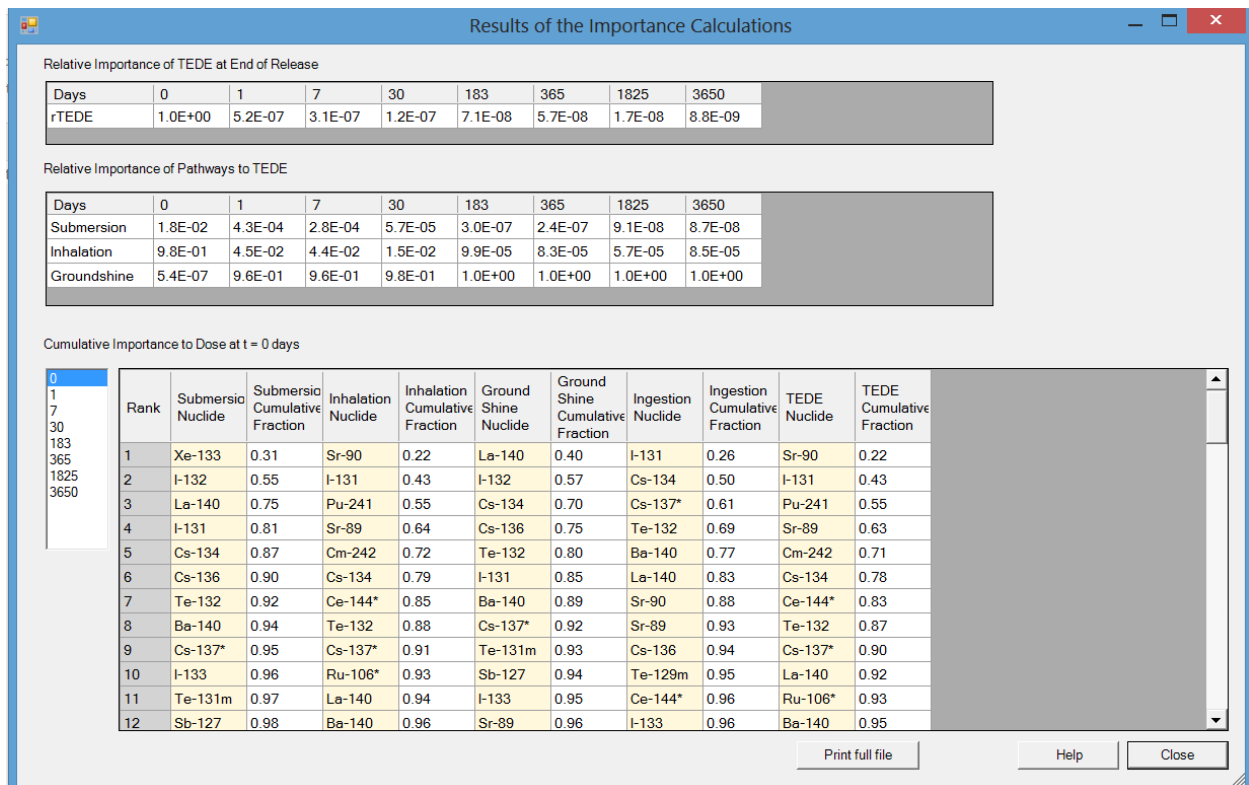 Results of the Importance Calculations
Relative Importance of TEDE at End of Release
Days 0 1 7 30 183 365 1825 3650
rTEDE 1.0E+00 5.2E-07 3.1E-07 1.2E-07 7.1E-08 5.7E-08 1.7E-08 8.8E-09
Relative Importance of Pathways to TEDE
Days 0 1 7 30 183 365 1825 3650
Submersion 1.8E-02 4.3E-04 2.8E-04 5.7E-05 3.0E-07 2.4E-07 9.1E-08 8.7E-08
Inhalation 9.8E-01 4.5E-02 4.4E-02 1.5E-02 9.9E-05 8.3E-05 5.7E-05 8.5E-05
Groundshine 5.4E-07 9.6E-01 9.6E-01 9.8E-01 1.0E+00 1.0E+00 1.0E+00 1.0E+00
Cumulative Importance to Dose at t = 0 days
0
1
7
30
183
365
1825
3650
Rank Submersio Nuclide Submersio Cumulative Fraction Inhalation Nuclide Inhalation Cumulative Fraction Ground Shine Nuclide Ground Shine Cumulative Fraction Ingestion Nuclide Ingestion Cumulative Fraction TEDE Nuclide TEDE Cumulative Fraction
1 Xe-133 0.31 Sr-90 0.22 La-140 0.40 I-131 0.26 Sr-90 0.22
2 I-132 0.55 I-131 0.43 I-132 0.57 Cs-134 0.50 I-131 0.43
3 La-140 0.75 Pu-241 0.55 Cs-134 0.70 Cs-137* 0.61 Pu-241 0.55
4 I-131 0.81 Sr-89 0.64 Cs-136 0.75 Te-132 0.69 Sr-89 0.63
5 Cs-134 0.87 Cm-242 0.72 Te-132 0.80 Ba-140 0.77 Cm-242 0.71
6 Cs-136 0.90 Cs-134 0.79 I-131 0.85 La-140 0.83 Cs-134 0.78
7 Te-132 0.92 Ce-144* 0.85 Ba-140 0.89 Sr-90 0.88 Ce-144* 0.83
8 Ba-140 0.94 Te-132 0.88 Cs-137* 0.92 Sr-89 0.93 Te-132 0.87
9 Cs-137* 0.95 Cs-137* 0.91 Te-131m 0.93 Cs-136 0.94 Cs-137* 0.90
10 I-133 0.96 Ru-106* 0.93 Sb-127 0.94 Te-129m 0.95 La-140 0.92
11 Te-131m 0.97 La-140 0.94 I-133 0.95 Ce-144* 0.96 Ru-106* 0.93
12 Sb-127 0.98 Ba-140 0.96 Sr-89 0.96 I-133 0.96 Ba-140 0.95
Print full file Help Close